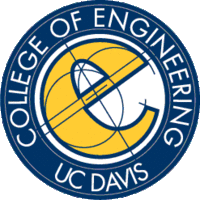 COLLEGE OF ENGINEERING
UC DAVIS